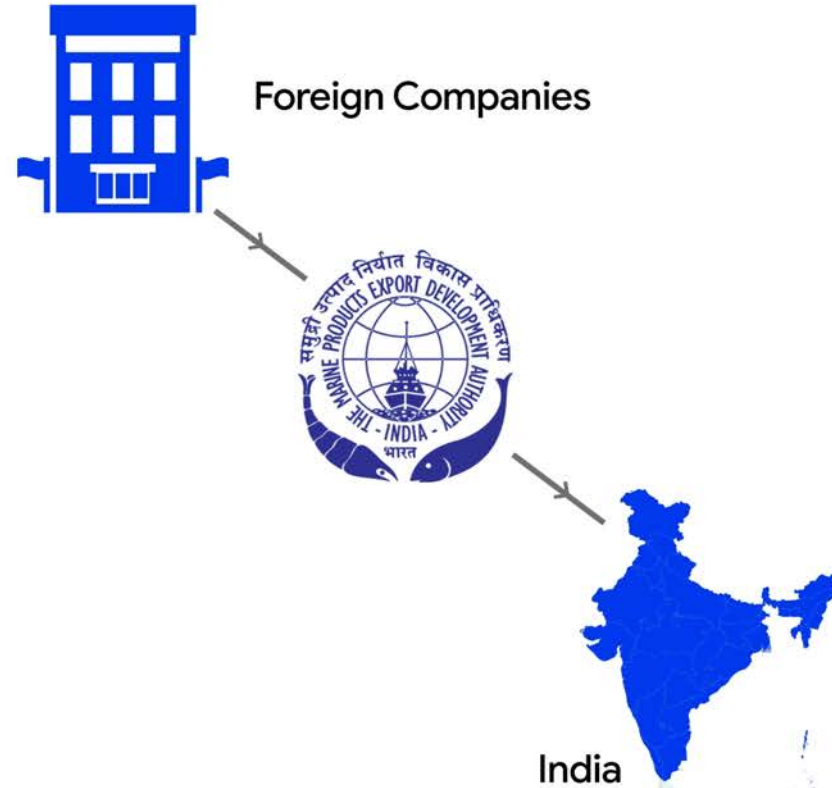 Foreign Companies
समुद्री उत्पाद निर्यात विकास प्राधिकरण
THE MARINE PRODUCTS EXPORT DEVELOPMENT AUTHORITY
- INDIA -
भारत
India